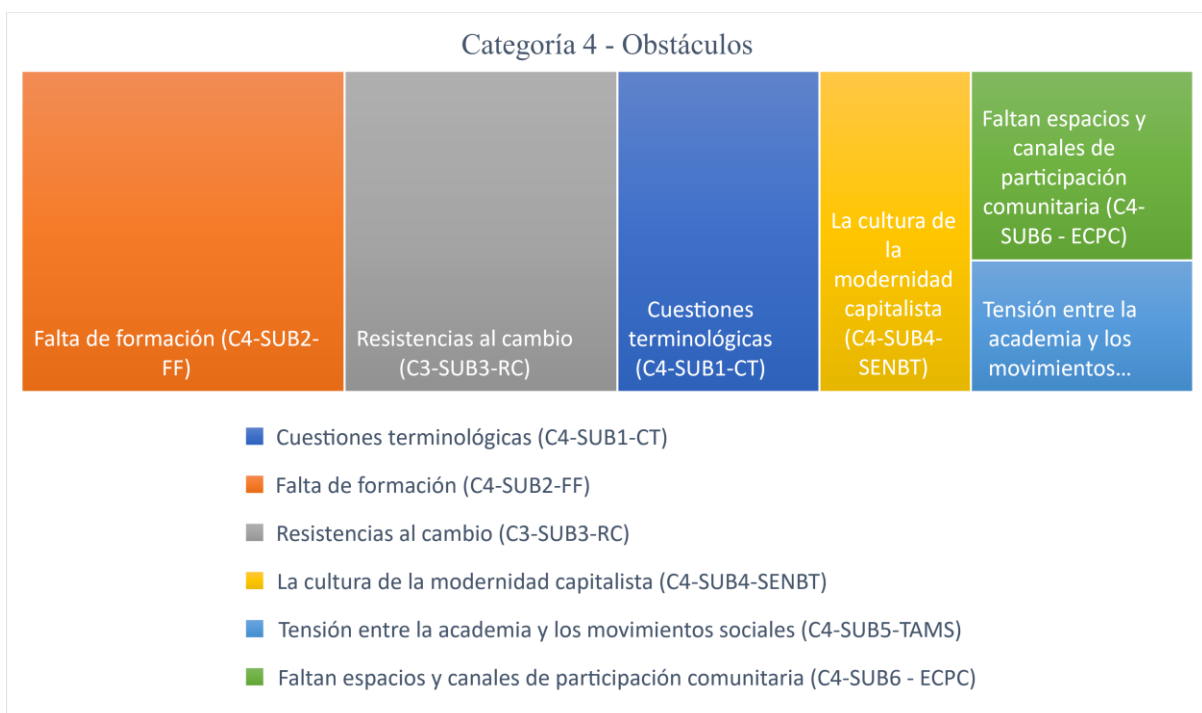 Categoría 4 - Obstáculos
Falta de formación (C4-SUB2-
FF)
Resistencias al cambio
(C3-SUB3-RC)
Cuestiones
terminológicas
(C4-SUB1-CT)
La cultura de
la
modernidad
capitalista
(C4-SUB4-
SENBT)
Faltan espacios y
canales de
participación
comunitaria (C4-
SUB6 - ECPC)
Tensión entre la
academia y los
movimientos…
Cuestiones terminológicas (C4-SUB1-CT)
Falta de formación (C4-SUB2-FF)
Resistencias al cambio (C3-SUB3-RC)
La cultura de la modernidad capitalista (C4-SUB4-SENBT)
Tensión entre la academia y los movimientos sociales (C4-SUB5-TAMS)
Faltan espacios y canales de participación comunitaria (C4-SUB6 - ECPC)